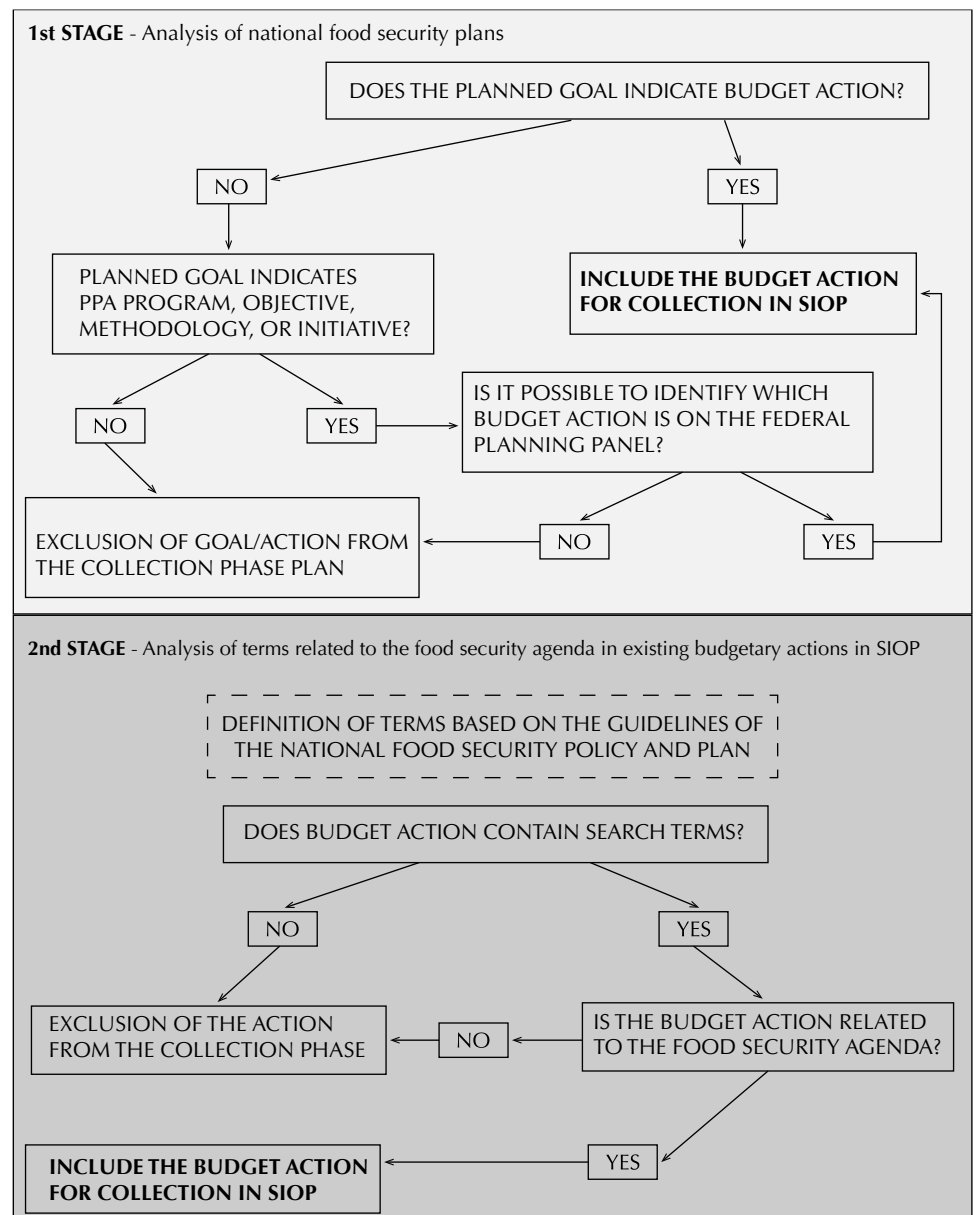 1st STAGE - Analysis of national food security plans
DOES THE PLANNED GOAL INDICATE BUDGET ACTION?
NO
YES
PLANNED GOAL INDICATES
PPA PROGRAM, OBJECTIVE,
METHODOLOGY, OR INITIATIVE?
INCLUDE THE BUDGET ACTION
FOR COLLECTION IN SIOP
NO
YES
IS IT POSSIBLE TO IDENTIFY WHICH
BUDGET ACTION IS ON THE FEDERAL
PLANNING PANEL?
EXCLUSION OF GOAL/ACTION FROM
THE COLLECTION PHASE PLAN
NO
YES
2nd STAGE - Analysis of terms related to the food security agenda in existing budgetary actions in SIOP
DEFINITION OF TERMS BASED ON THE GUIDELINES OF
THE NATIONAL FOOD SECURITY POLICY AND PLAN
DOES BUDGET ACTION CONTAIN SEARCH TERMS?
NO
YES
EXCLUSION OF THE ACTION
FROM THE COLLECTION PHASE
NO
IS THE BUDGET ACTION RELATED
TO THE FOOD SECURITY AGENDA?
YES
INCLUDE THE BUDGET ACTION
FOR COLLECTION IN SIOP